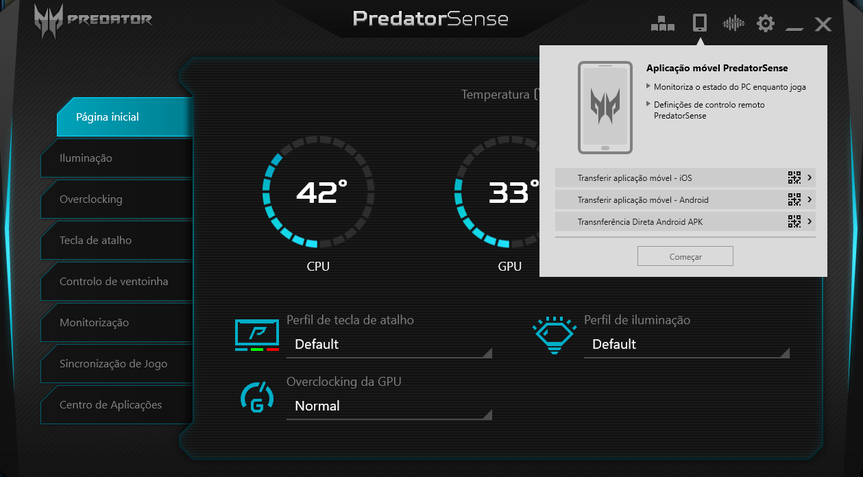 PREDATOR
PredatorSense
Aplicação móvel PredatorSense
Monitoriza o estado do PC enquanto joga
Definições de controlo remoto
PredatorSense
Transferir aplicação móvel - iOS
Transferir aplicação móvel - Android
Transnferência Direta Android APK
Começar
Página inicial
Iluminação
Overclocking
Tecla de atalho
Controlo de ventoinha
Monitorização
Sincronização de Jogo
Centro de Aplicações
Temperatura
42°
CPU
33°
GPU
Perfil de tecla de atalho
Default
Perfil de iluminação
Default
Overclocking da GPU
Normal